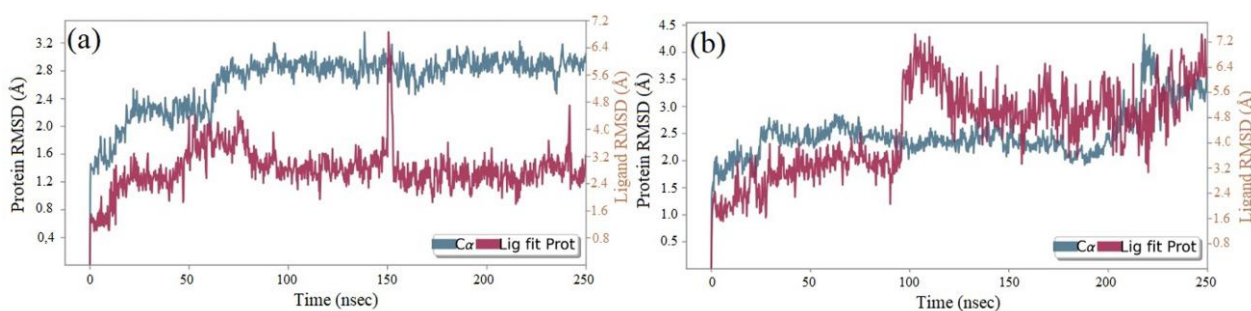 (a)
Protein RMSD (Å)
3.2
2.8
2.4
2.0
1.6
1.2
0.8
0,4
7.2
6.4
5.6
4.8
4.0
3.2
2.4
1.6
0.8
Ligand RMSD (Å)
Cα Lig fit Prot
0 50 100 150 200 250
Time (nsec)
(b)
Protein RMSD (Å)
4.5
4.0
3.5
3.0
2.5
2.0
1.5
1.0
0.5
7.2
6.4
5.6
4.8
4.0
3.2
2.4
1.6
0.8
Ligand RMSD (Å)
Cα Lig fit Prot
0 50 100 150 200 250
Time (nsec)